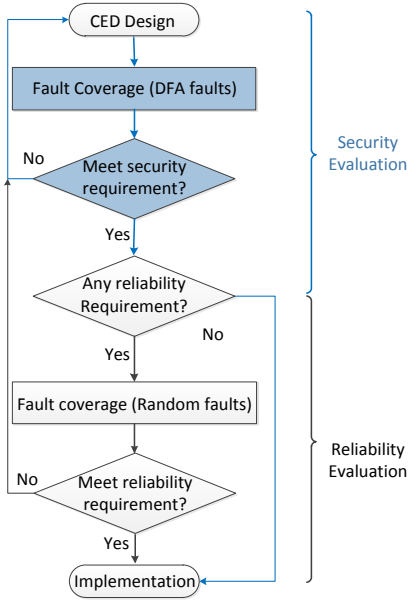 CED Design
Fault Coverage (DFA faults)
No
Meet security
requirement?
Security
Evaluation
Yes
Any reliability
Requirement?
No
Yes
Fault coverage (Random faults)
No
Meet reliability
requirement?
Reliability
Evaluation
Yes
Implementation